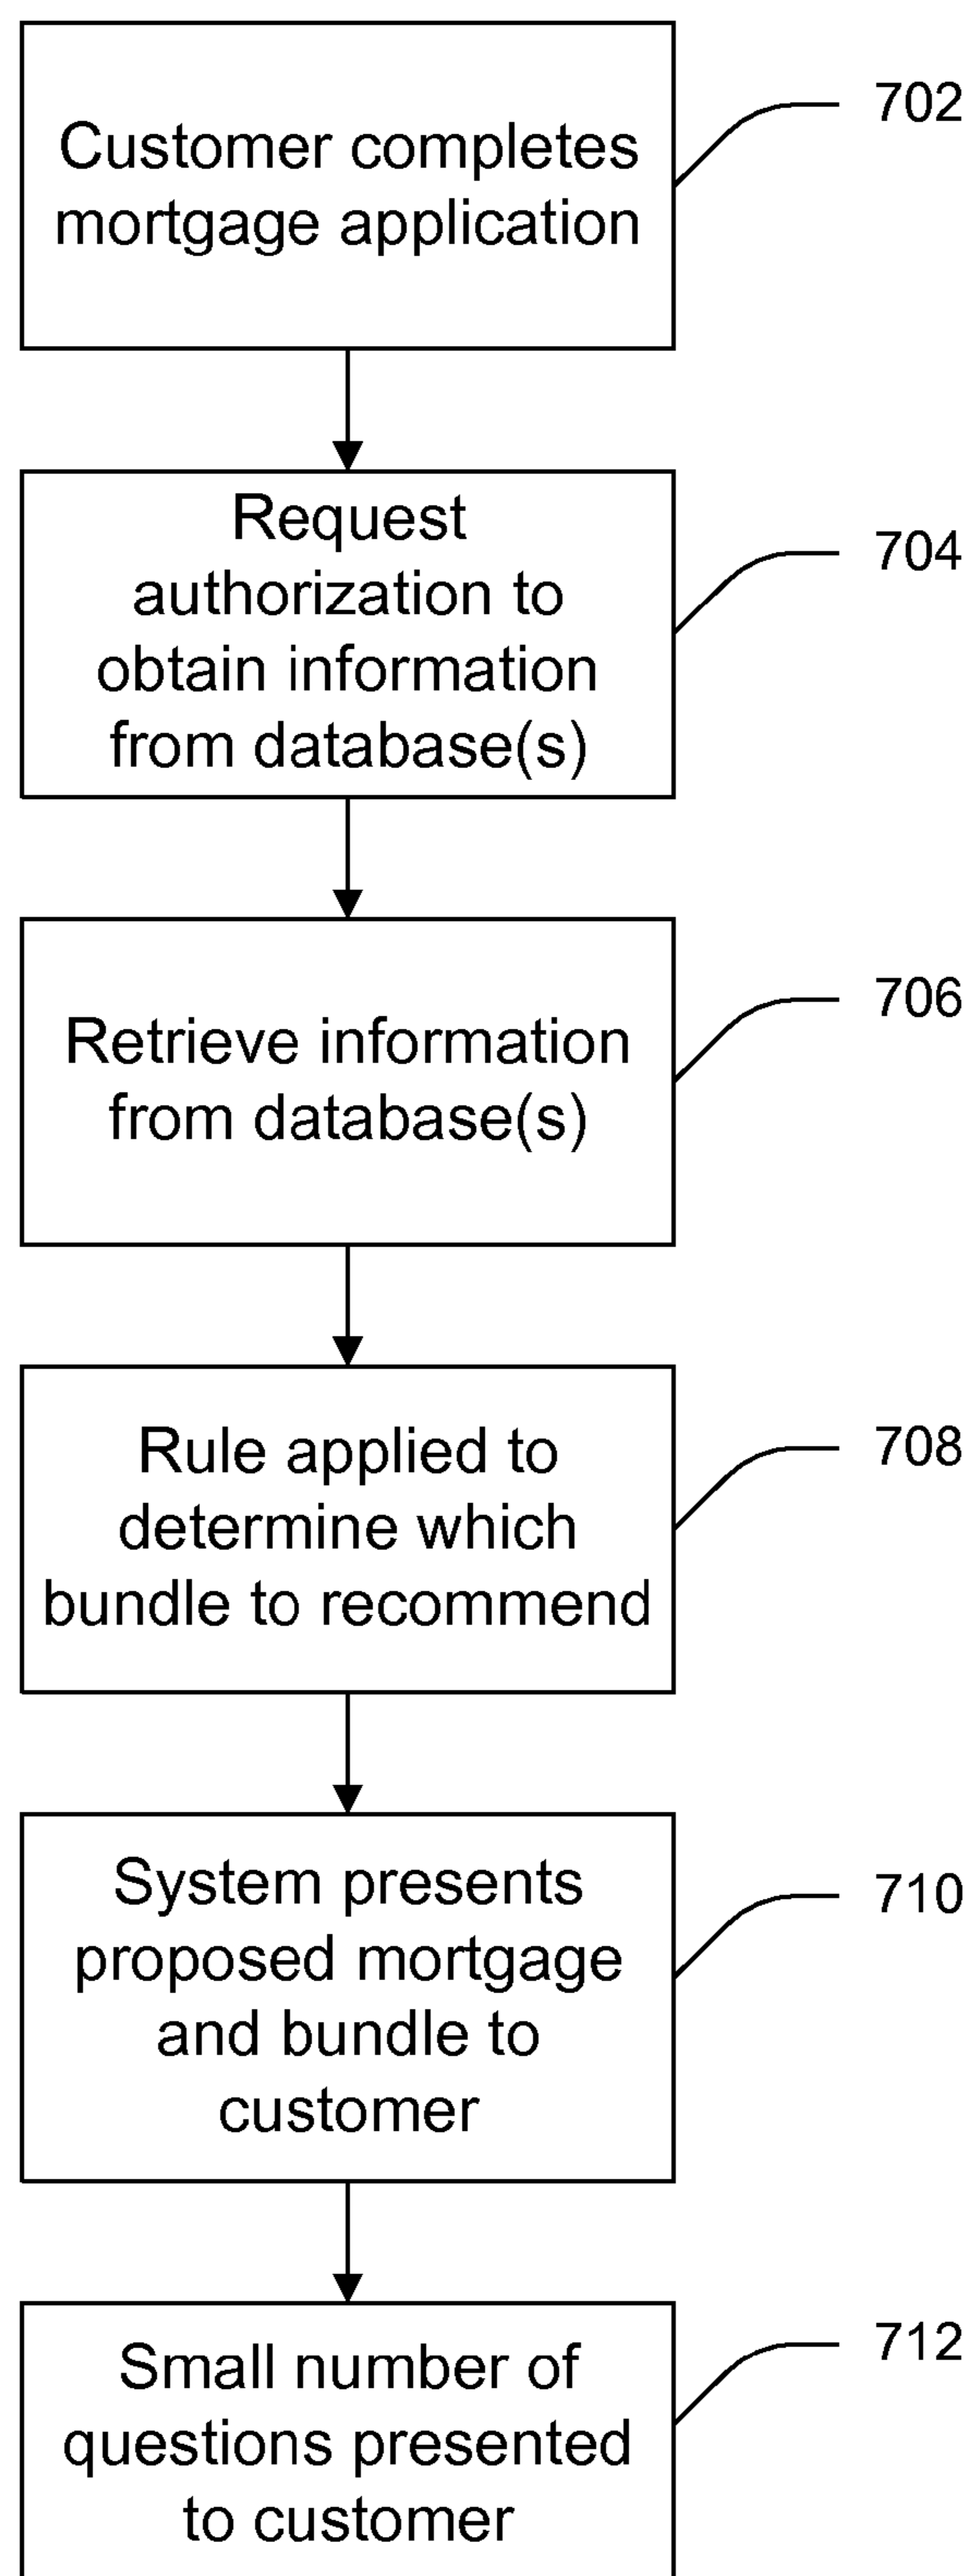 Customer completes
mortgage application
702
Request
authorization to
obtain information
from database(s)
704
Retrieve information
from database(s)
706
Rule applied to
determine which
bundle to recommend
708
System presents
proposed mortgage
and bundle to
customer
710
Small number of
questions presented
to customer
712